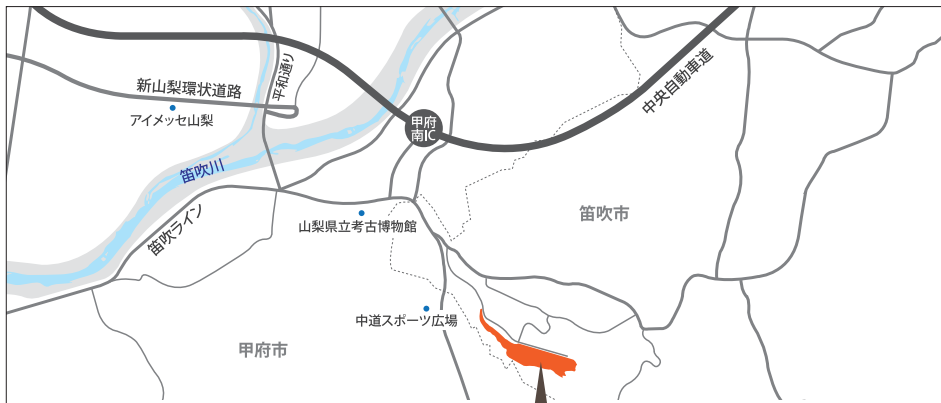 新山梨環状道路
平和通り
中央自動車道
アイメッセ山梨
甲府
南IC
笛吹川
笛吹ライン
山梨県立考古博物館
笛吹市
中道スポーツ広場
甲府市